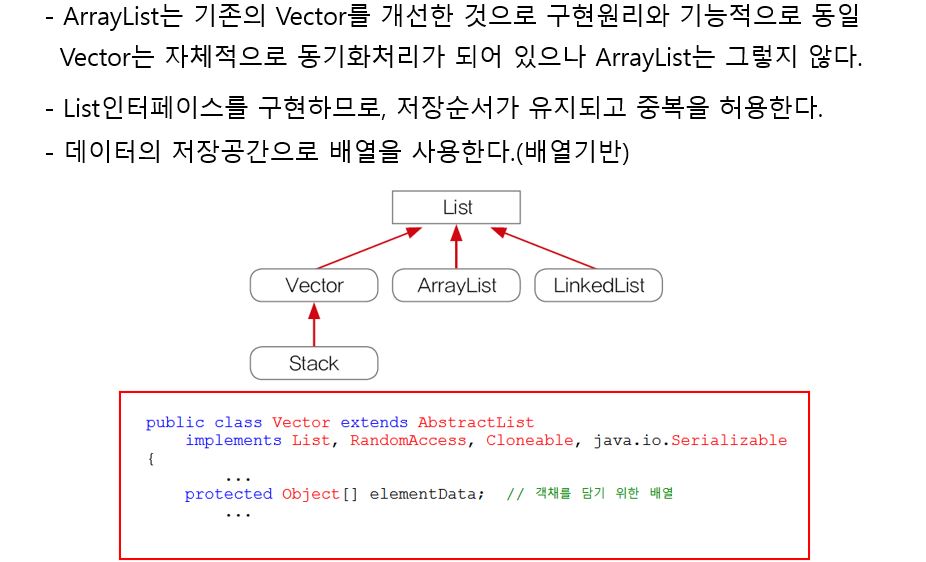 - ArrayList는 기존의 Vector를 개선한 것으로 구현원리와 기능적으로 동일
Vector는 자체적으로 동기화처리가 되어 있으나 ArrayList는 그렇지 않다.
- List인터페이스를 구현하므로, 저장순서가 유지되고 중복을 허용한다.
- 데이터의 저장공간으로 배열을 사용한다.(배열기반)
List
Vector ArrayList LinkedList
Stack
public class Vector extends AbstractList
implements List, RandomAccess, Cloneable, java.io.Serializable
{
...
protected Object[] elementData; // 객채를 담기 위한 배열
...